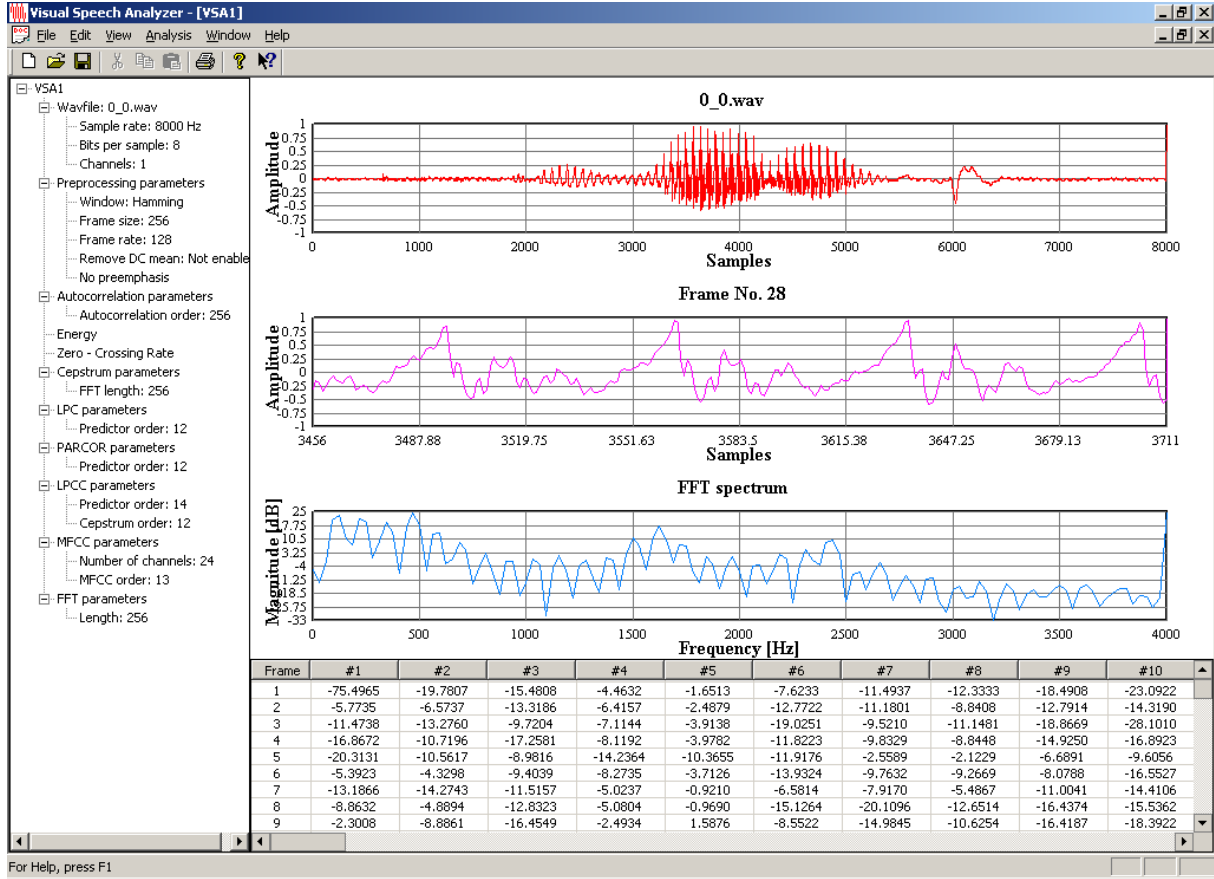 Visual Speech Analyzer - [VSA1]
File Edit View Analysis Window Help
VSA1
Wavfile: 0_0.wav
Sample rate: 8000 Hz
Bits per sample: 8
Channels: 1
Preprocessing parameters
Window: Hamming
Frame size: 256
Frame rate: 128
Remove DC mean: Not enable
No preemphasis
Autocorrelation parameters
Autocorrelation order: 256
Energy
Zero - Crossing Rate
Cepstrum parameters
FFT length: 256
LPC parameters
Predictor order: 12
PARCOR parameters
Predictor order: 12
LPCC parameters
Predictor order: 14
Cepstrum order: 12
MFCC parameters
Number of channels: 24
MFCC order: 13
FFT parameters
Length: 256
0_0.wav
Amplitude
1
0.75
0.5
0.25
0
-0.25
-0.5
-0.75
-1
0 1000 2000 3000 4000 5000 6000 7000 8000
Samples
Frame No. 28
Amplitude
1
0.75
0.5
0.25
0
-0.25
-0.5
-0.75
-1
3456 3487.88 3519.75 3551.63 3583.5 3615.38 3647.25 3679.13 3711
Samples
FFT spectrum
Magnitude [dB]
25
17.75
10.5
3.25
-4
-11.25
-18.5
-25.75
-33
0 500 1000 1500 2000 2500 3000 3500 4000
Frequency [Hz]
Frame #1 #2 #3 #4 #5 #6 #7 #8 #9 #10
1 -75.4965 -19.7807 -15.4808 -4.4632 -1.6513 -7.6233 -11.4937 -12.3333 -18.4908 -23.0922
2 -5.7735 -6.5737 -13.3186 -6.4157 -2.4879 -12.7722 -11.1801 -8.8408 -12.7914 -14.3190
3 -11.4738 -13.2760 -9.7204 -7.1144 -3.9138 -19.0251 -9.5210 -11.1481 -18.8669 -28.1010
4 -16.8672 -10.7196 -17.2581 -8.1192 -3.9782 -11.8223 -9.8329 -8.8448 -14.9250 -16.8923
5 -20.3131 -10.5617 -8.9816 -14.2364 -10.3655 -11.9176 -2.5589 -2.1229 -6.6891 -9.6056
6 -5.3923 -4.3298 -9.4039 -8.2735 -3.7126 -13.9324 -9.7632 -9.2669 -8.0788 -16.5527
7 -13.1866 -14.2743 -11.5157 -5.0237 -0.9210 -6.5814 -7.9170 -5.4867 -11.0041 -14.4106
8 -8.8632 -4.8894 -12.8323 -5.0804 -0.9690 -15.1264 -20.1096 -12.6514 -16.4374 -15.5362
9 -2.3008 -8.8861 -16.4549 -2.4934 1.5876 -8.5522 -14.9845 -10.6254 -16.4187 -18.3922
For Help, press F1